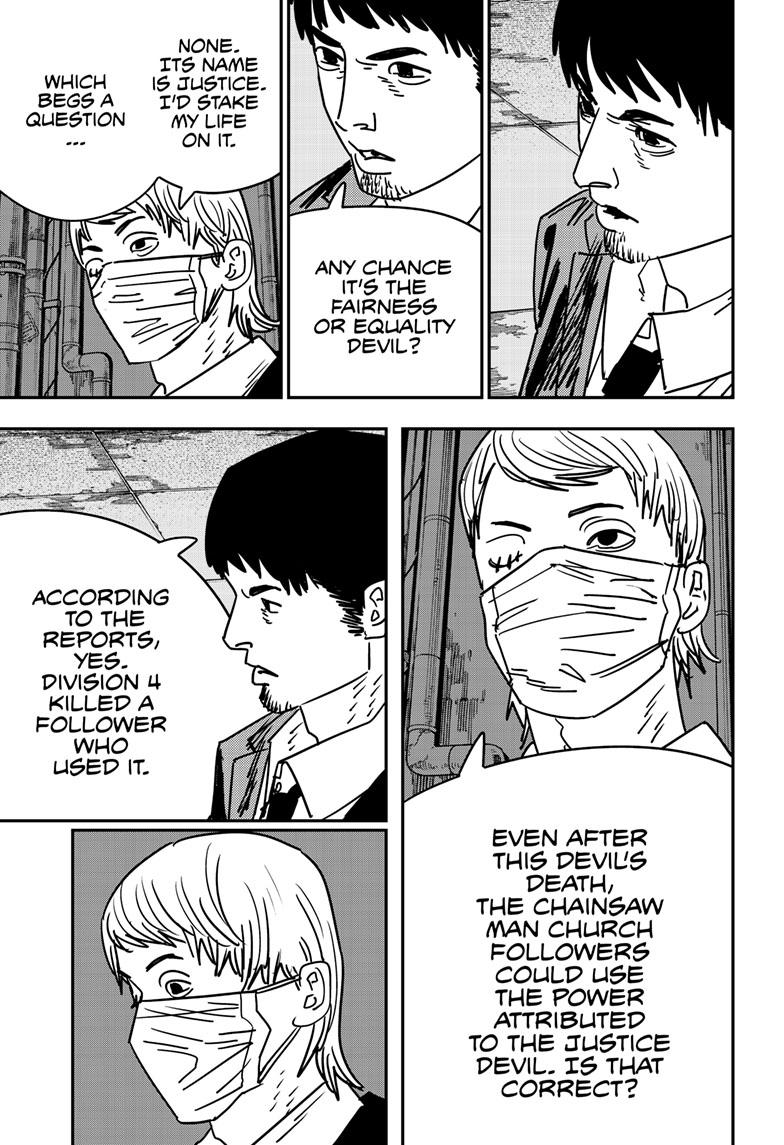 ANY CHANCE
IT'S THE
FAIRNESS
OR EQUALITY
DEVIL?
NONE.
ITS NAME
IS JUSTICE.
I'D STAKE
MY LIFE
ON IT.
WHICH
BEGS A
QUESTION
...
EVEN AFTER
THIS DEVIL'S
DEATH,
THE CHAINSAW
MAN CHURCH
FOLLOWERS
COULD USE
THE POWER
ATTRIBUTED
TO THE JUSTICE
DEVIL. IS THAT
CORRECT?
ACCORDING
TO THE
REPORTS,
YES.
DIVISION 4
KILLED A
FOLLOWER
WHO
USED IT.